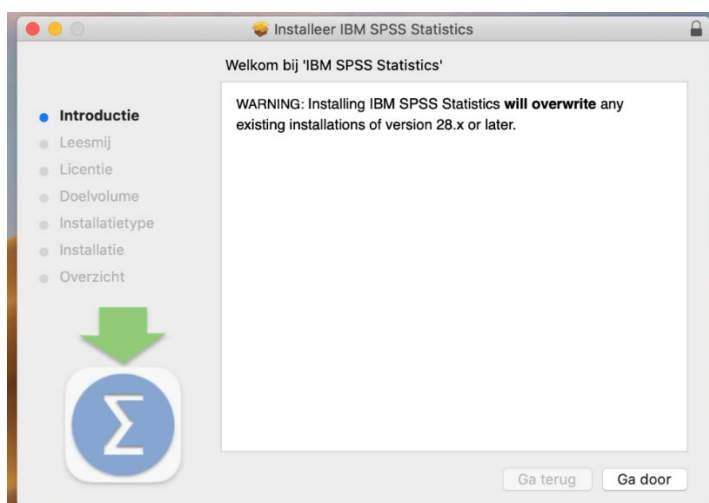 Installeer IBM SPSS Statistics
Welkom bij 'IBM SPSS Statistics'
Introductie
Leesmij
Licentie
Doelvolume
Installatietype
Installatie
Overzicht
WARNING: Installing IBM SPSS Statistics will overwrite any
existing installations of version 28.x or later.
Σ
Ga terug
Ga door